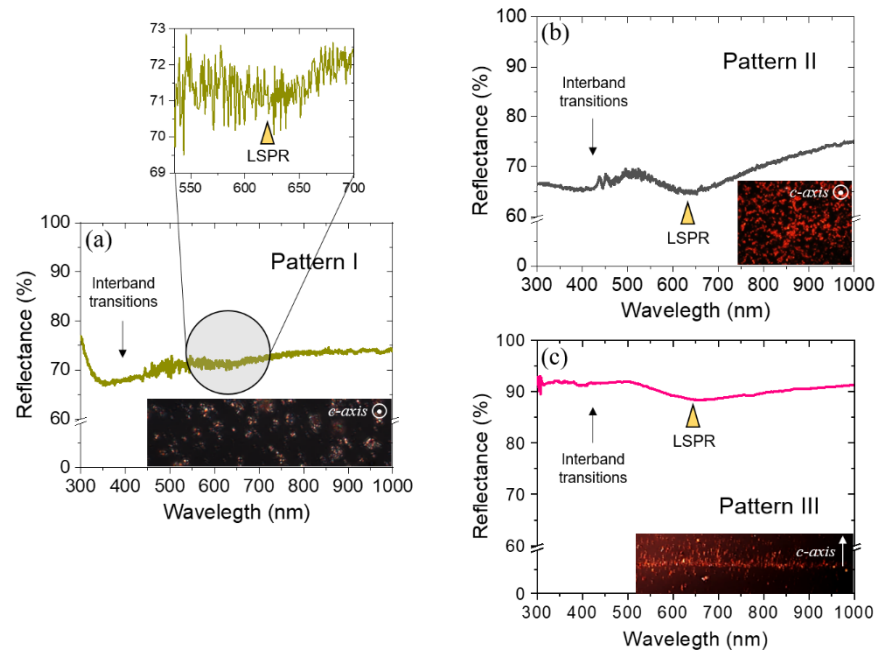 73
72
71
70
69
550
600
650
700
LSPR
(a)
Pattern I
Interband
transitions
100
90
80
70
60
0
Reflectance (%)
c-axis
300 400 500 600 700 800 900 1000
Wavelegth (nm)
(b)
Pattern II
Interband
transitions
100
90
80
70
60
0
Reflectance (%)
LSPR
c-axis
300 400 500 600 700 800 900 1000
Wavelegth (nm)
(c)
100
90
80
70
60
0
Reflectance (%)
LSPR
Interband
transitions
Pattern III
c-axis
300 400 500 600 700 800 900 1000
Wavelegth (nm)